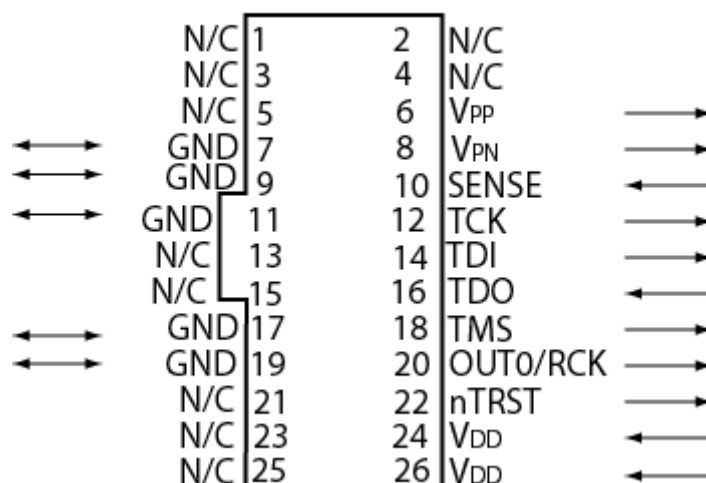 N/C 1 2 N/C
N/C 3 4 N/C
N/C 5 6 VPP
GND 7 8 VPN
GND 9 10 SENSE
GND 11 12 TCK
N/C 13 14 TDI
N/C 15 16 TDO
GND 17 18 TMS
GND 19 20 OUT0/RCK
N/C 21 22 nTRST
N/C 23 24 VDD
N/C 25 26 VDD